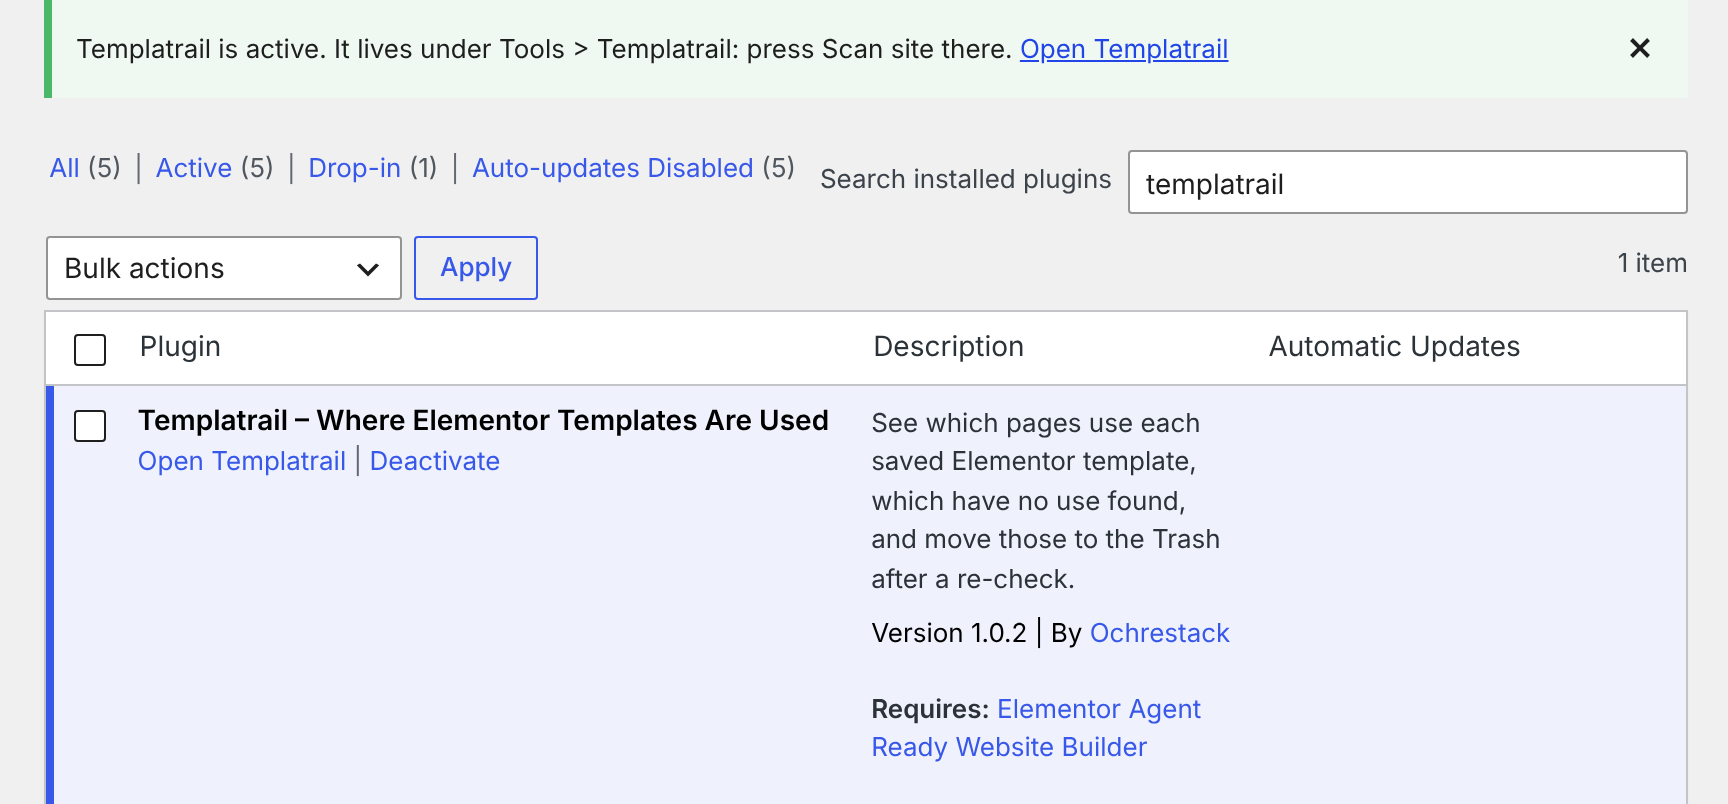 Templatrail is active. It lives under Tools > Templatrail: press Scan site there. Open Templatrail
All (5) | Active (5) | Drop-in (1) | Auto-updates Disabled (5)
Search installed plugins
templatrail
Bulk actions
Apply
1 item
Plugin
Description
Automatic Updates
Templatrail – Where Elementor Templates Are Used
Open Templatrail | Deactivate
See which pages use each
saved Elementor template,
which have no use found,
and move those to the Trash
after a re-check.
Version 1.0.2 | By Ochrestack
Requires: Elementor Agent
Ready Website Builder